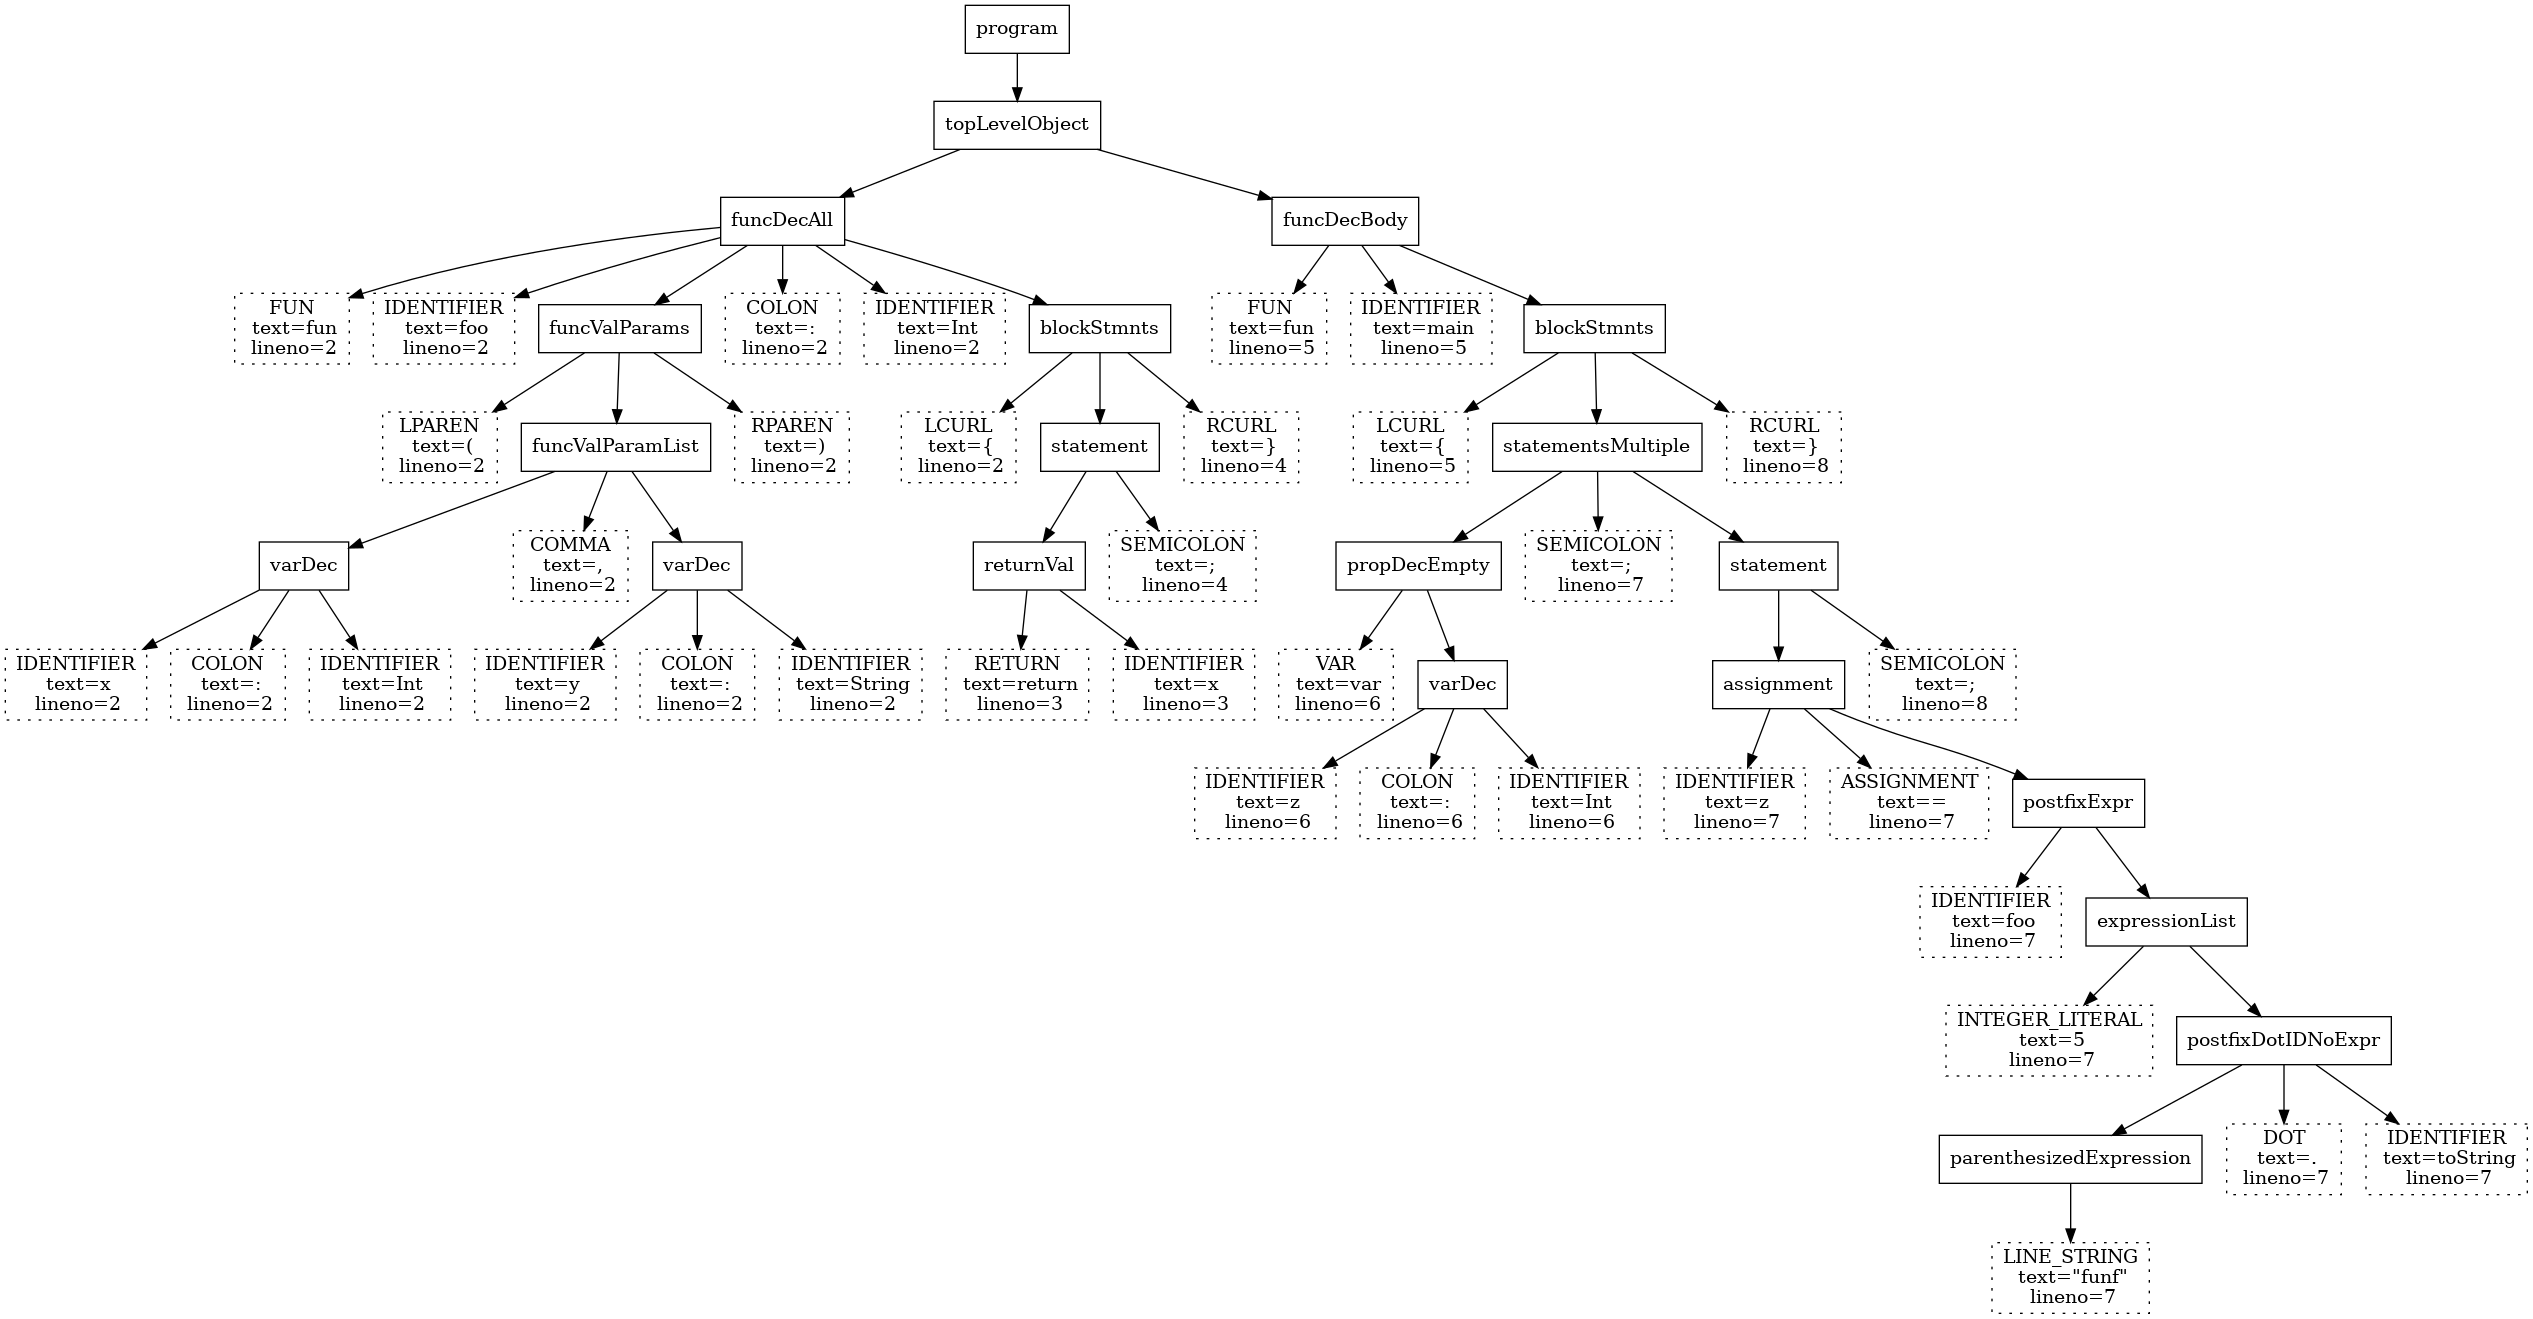 program
topLevelObject
funcDecAll
funcDecBody
FUN
text=fun
lineno=2
IDENTIFIER
text=foo
lineno=2
funcValParams
COLON
text=:
lineno=2
IDENTIFIER
text=Int
lineno=2
blockStmnts
FUN
text=fun
lineno=5
IDENTIFIER
text=main
lineno=5
blockStmnts
LPAREN
text=(
lineno=2
funcValParamList
RPAREN
text=)
lineno=2
LCURL
text={
lineno=2
statement
RCURL
text=}
lineno=4
LCURL
text={
lineno=5
statementsMultiple
RCURL
text=}
lineno=8
varDec
COMMA
text=,
lineno=2
varDec
returnVal
SEMICOLON
text=;
lineno=4
propDecEmpty
SEMICOLON
text=;
lineno=7
statement
IDENTIFIER
text=x
lineno=2
COLON
text=:
lineno=2
IDENTIFIER
text=Int
lineno=2
IDENTIFIER
text=y
lineno=2
COLON
text=:
lineno=2
IDENTIFIER
text=String
lineno=2
RETURN
text=return
lineno=3
IDENTIFIER
text=x
lineno=3
VAR
text=var
lineno=6
varDec
assignment
SEMICOLON
text=;
lineno=8
IDENTIFIER
text=z
lineno=6
COLON
text=:
lineno=6
IDENTIFIER
text=Int
lineno=6
IDENTIFIER
text=z
lineno=7
ASSIGNMENT
text==
lineno=7
postfixExpr
IDENTIFIER
text=foo
lineno=7
expressionList
INTEGER_LITERAL
text=5
lineno=7
postfixDotIDNoExpr
parenthesizedExpression
DOT
text=.
lineno=7
IDENTIFIER
text=toString
lineno=7
LINE_STRING
text="funf"
lineno=7